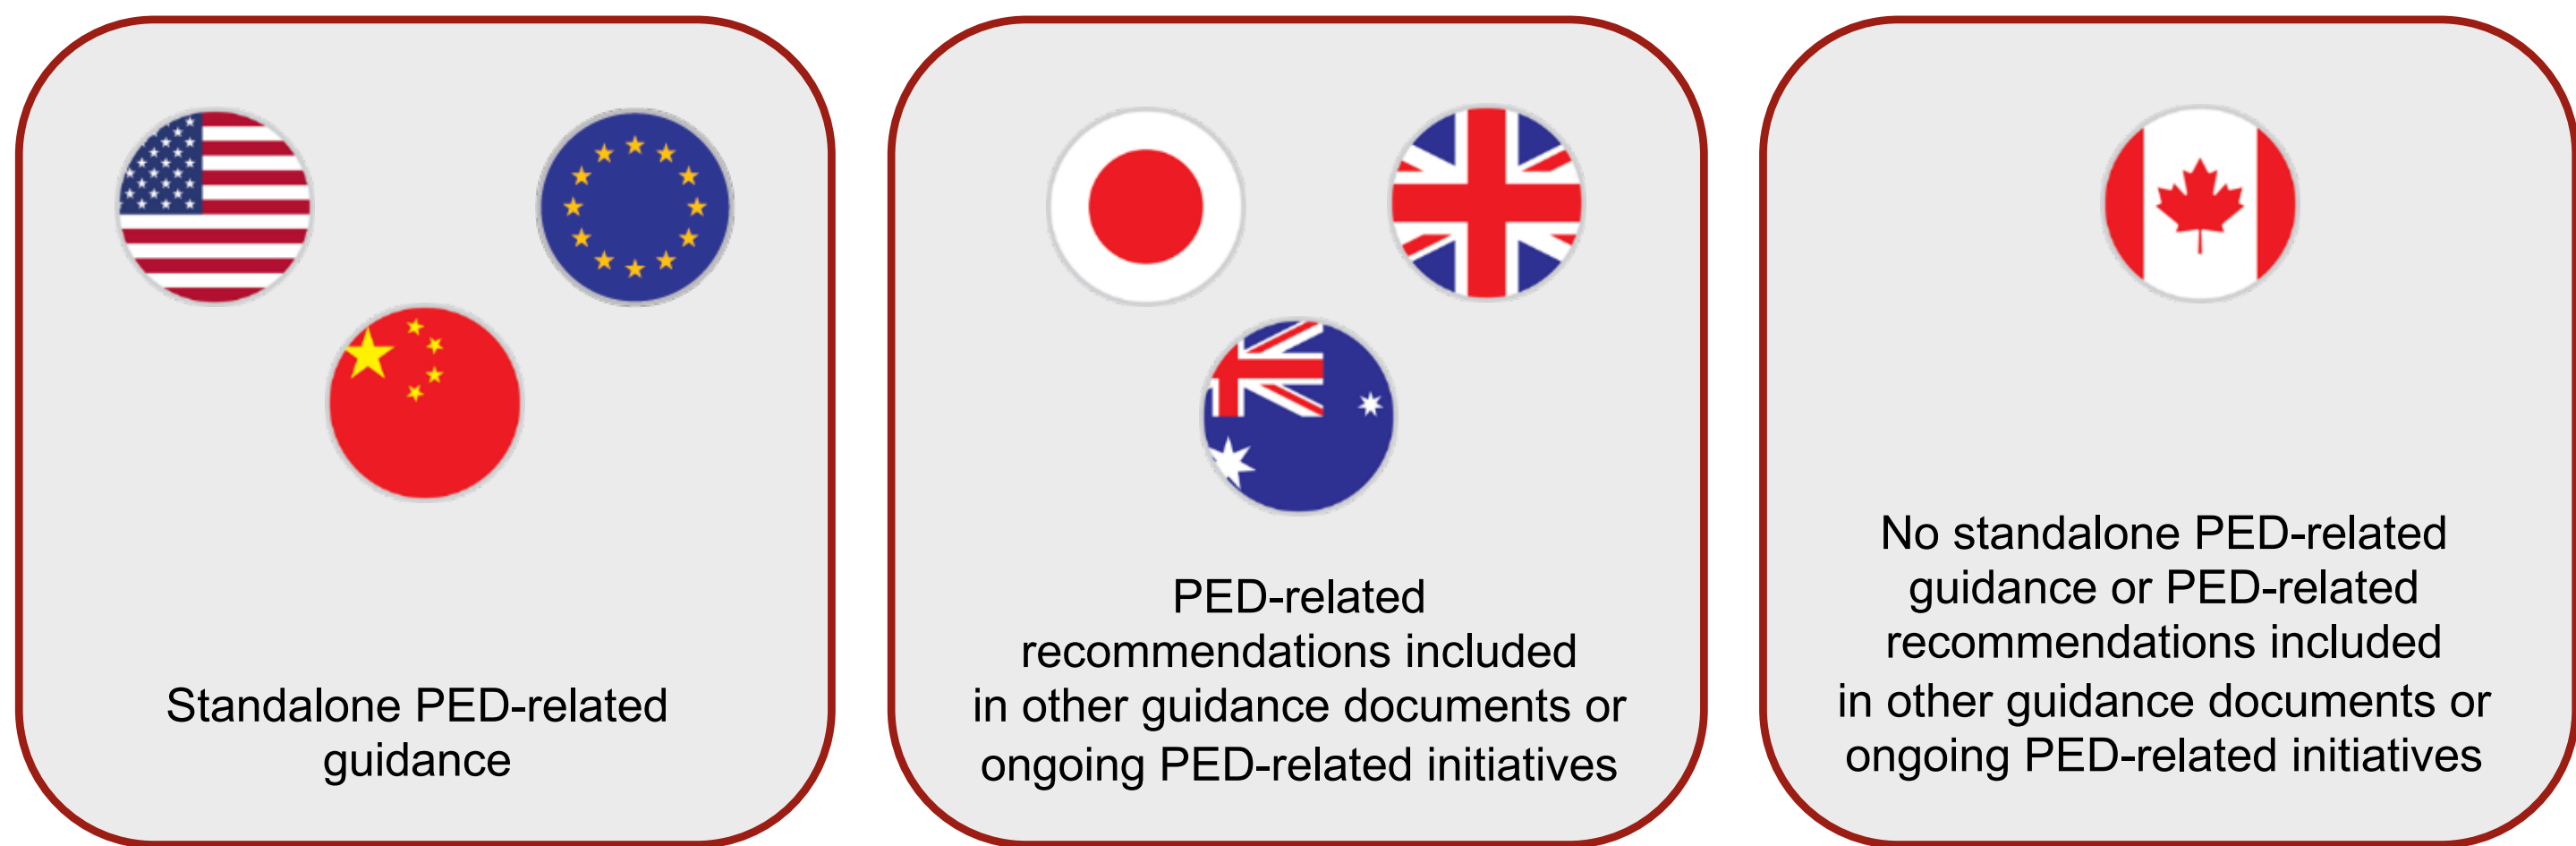 Standalone PED-related
guidance
PED-related
recommendations included
in other guidance documents or
ongoing PED-related initiatives
No standalone PED-related
guidance or PED-related
recommendations included
in other guidance documents or
ongoing PED-related initiatives